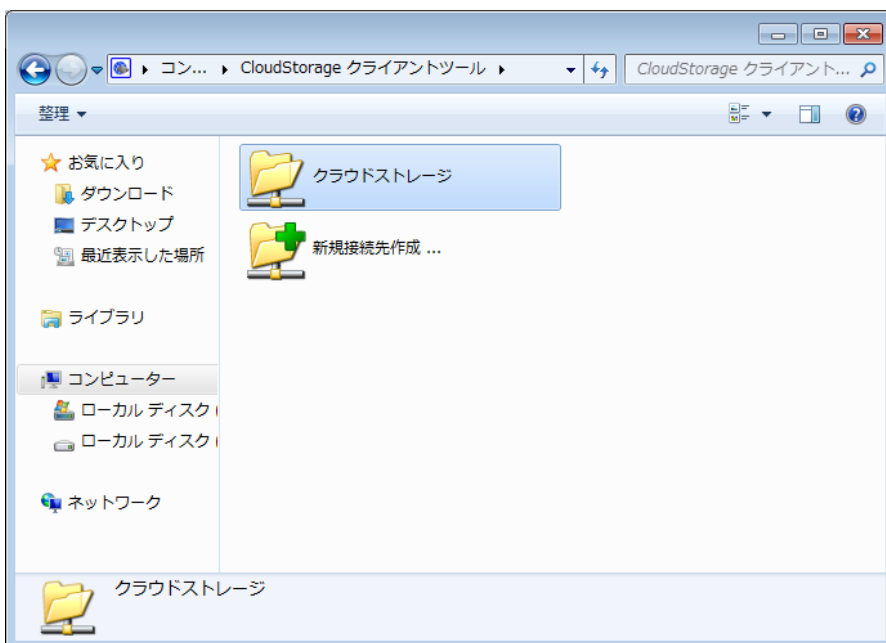 コン... CloudStorage クライアントツール CloudStorage クライアント...
整理
お気に入り
ダウンロード
デスクトップ
最近表示した場所
ライブラリ
コンピューター
ローカル ディスク (
ローカル ディスク (
ネットワーク
クラウドストレージ
新規接続先作成 ...
クラウドストレージ